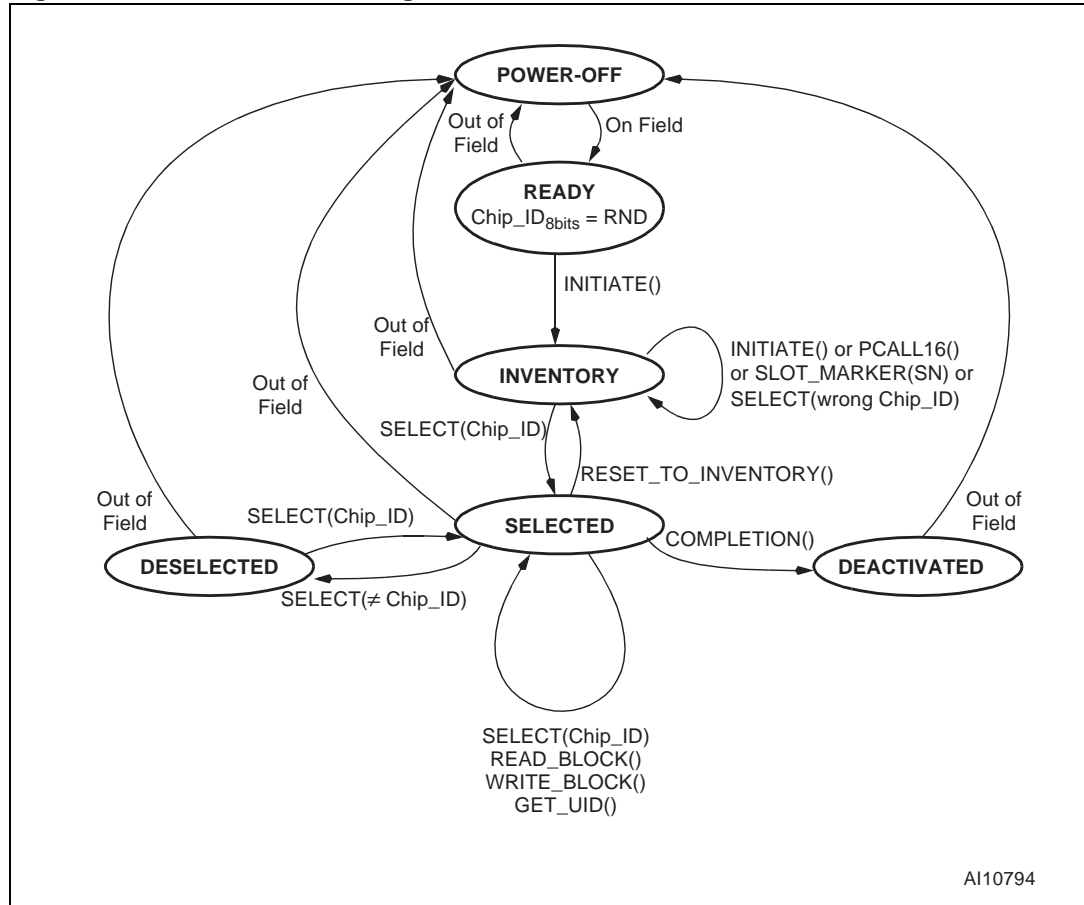 POWER-OFF
Out of
Field
On Field
READY
Chip_ID8bits = RND
INITIATE()
Out of
Field
INVENTORY
INITIATE() or PCALL16()
or SLOT_MARKER(SN) or
SELECT(wrong Chip_ID)
Out of
Field
SELECT(Chip_ID)
RESET_TO_INVENTORY()
Out of
Field
SELECT(Chip_ID)
SELECTED
COMPLETION()
Out of
Field
DESELECTED
DEACTIVATED
SELECT(≠ Chip_ID)
SELECT(Chip_ID)
READ_BLOCK()
WRITE_BLOCK()
GET_UID()
AI10794